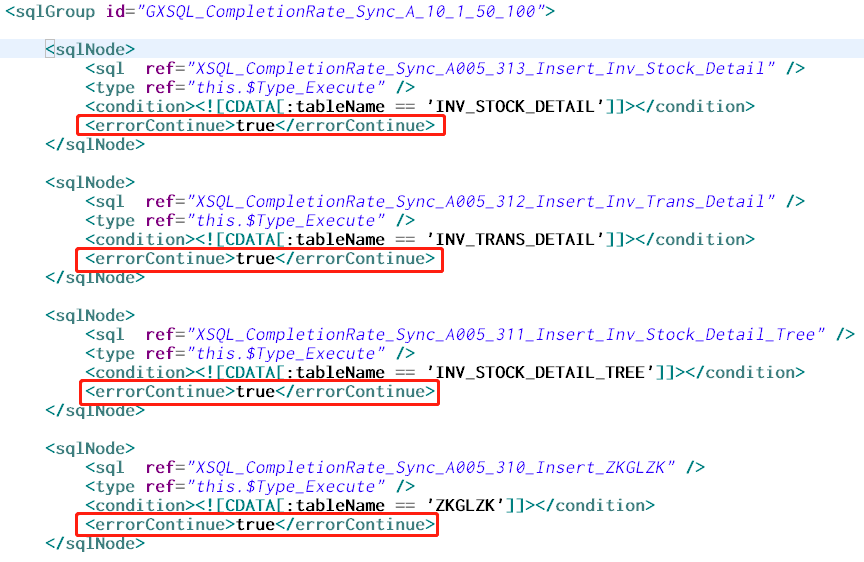 <sqlGroup id="GXSQL_CompletionRate_Sync_A_10_1_50_100">
<sqlNode>
<sql  ref="XSQL_CompletionRate_Sync_A005_313_Insert_Inv_Stock_Detail" />
<type ref="this.$Type_Execute" />
<condition><![CDATA[:tableName == 'INV_STOCK_DETAIL']]></condition>
<errorContinue>true</errorContinue>
</sqlNode>
<sqlNode>
<sql  ref="XSQL_CompletionRate_Sync_A005_312_Insert_Inv_Trans_Detail" />
<type ref="this.$Type_Execute" />
<condition><![CDATA[:tableName == 'INV_TRANS_DETAIL']]></condition>
<errorContinue>true</errorContinue>
</sqlNode>
<sqlNode>
<sql  ref="XSQL_CompletionRate_Sync_A005_311_Insert_Inv_Stock_Detail_Tree" />
<type ref="this.$Type_Execute" />
<condition><![CDATA[:tableName == 'INV_STOCK_DETAIL_TREE']]></condition>
<errorContinue>true</errorContinue>
</sqlNode>
<sqlNode>
<sql  ref="XSQL_CompletionRate_Sync_A005_310_Insert_ZKGLZK" />
<type ref="this.$Type_Execute" />
<condition><![CDATA[:tableName == 'ZKGLZK']]></condition>
<errorContinue>true</errorContinue>
</sqlNode>